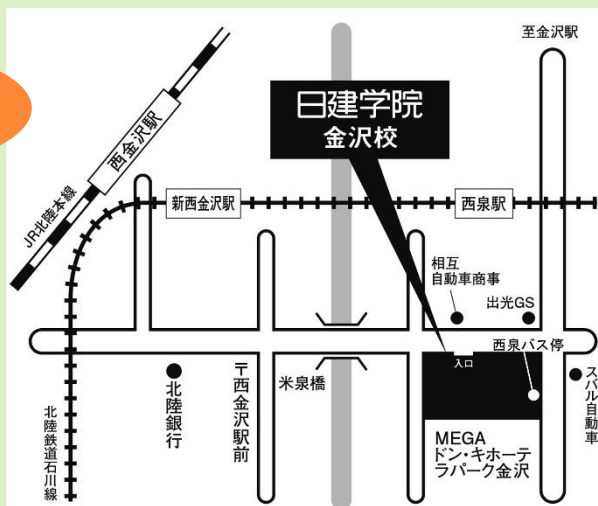 至金沢駅
日建学院
金沢校
西金沢駅
JR北陸本線
新西金沢駅
西泉駅
相互
自動車商事
出光GS
西泉バス停
入口
米泉橋
〒西金沢駅前
北陸銀行
北陸鉄道石川線
スバル自動車
MEGA
ドン・キホーテ
ラパーク金沢